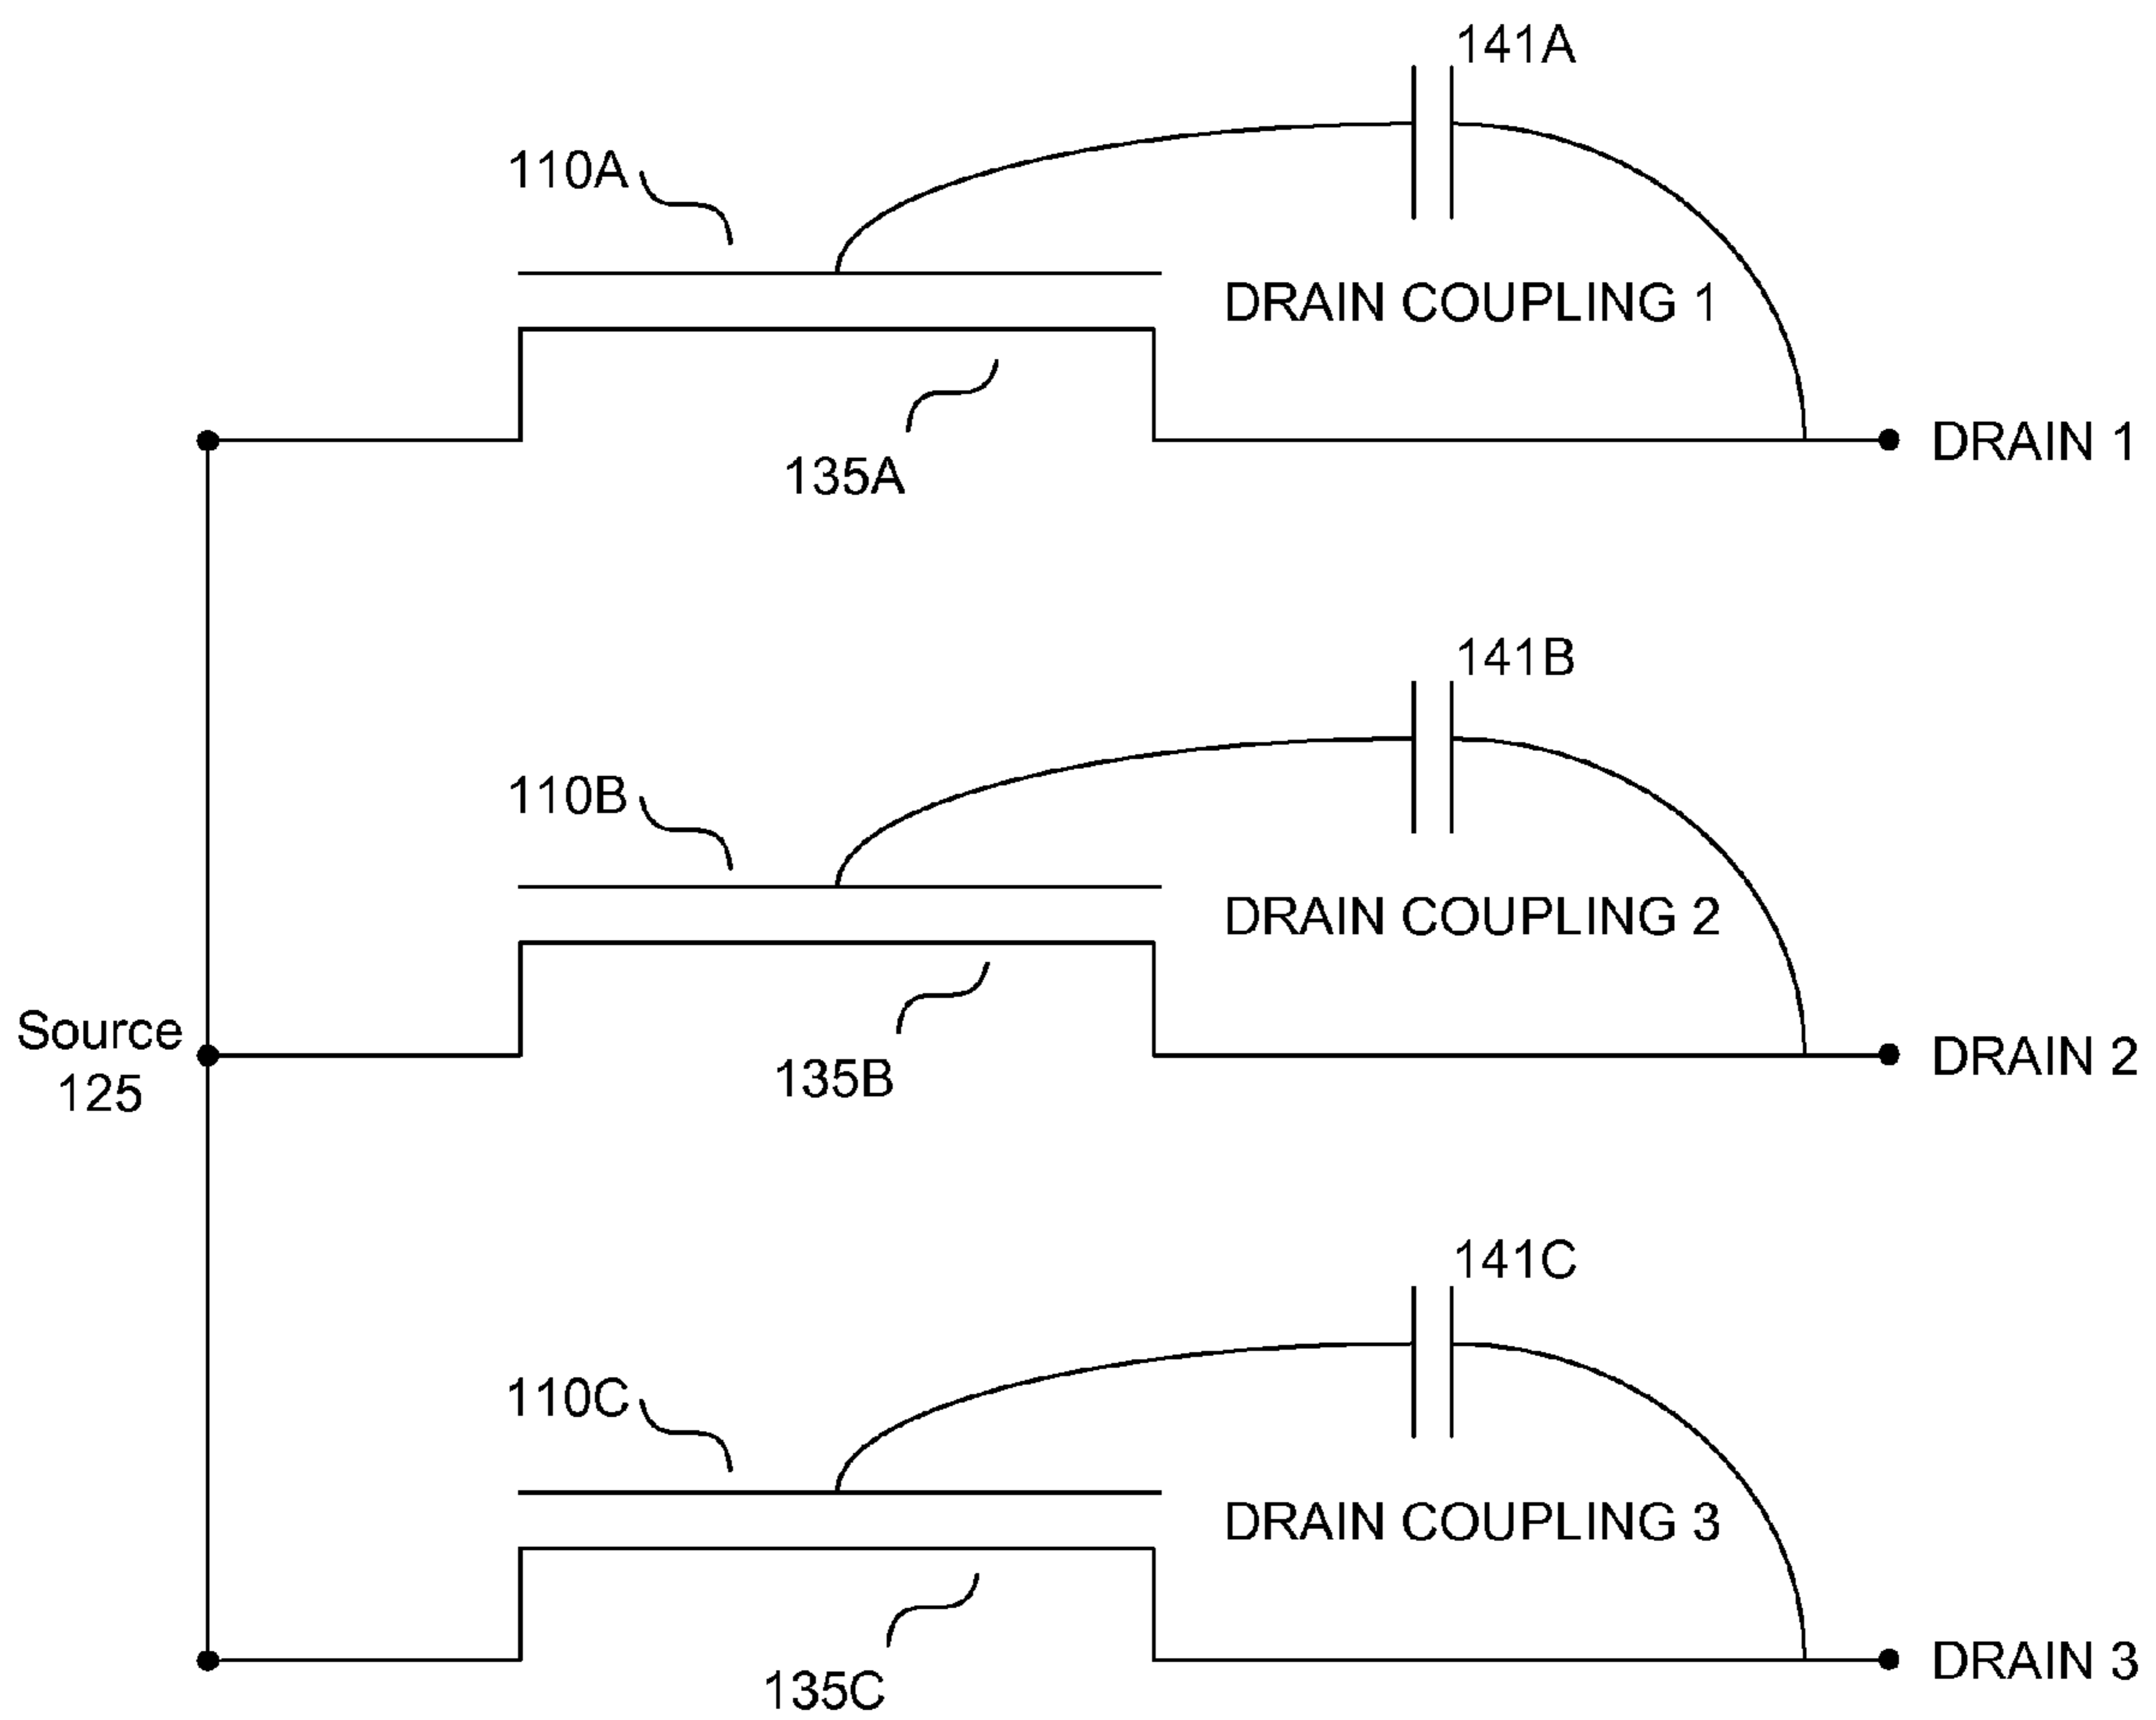 141A
110A
DRAIN COUPLING 1
DRAIN 1
135A
141B
110B
DRAIN COUPLING 2
Source
125
DRAIN 2
135B
141C
110C
DRAIN COUPLING 3
DRAIN 3
135C